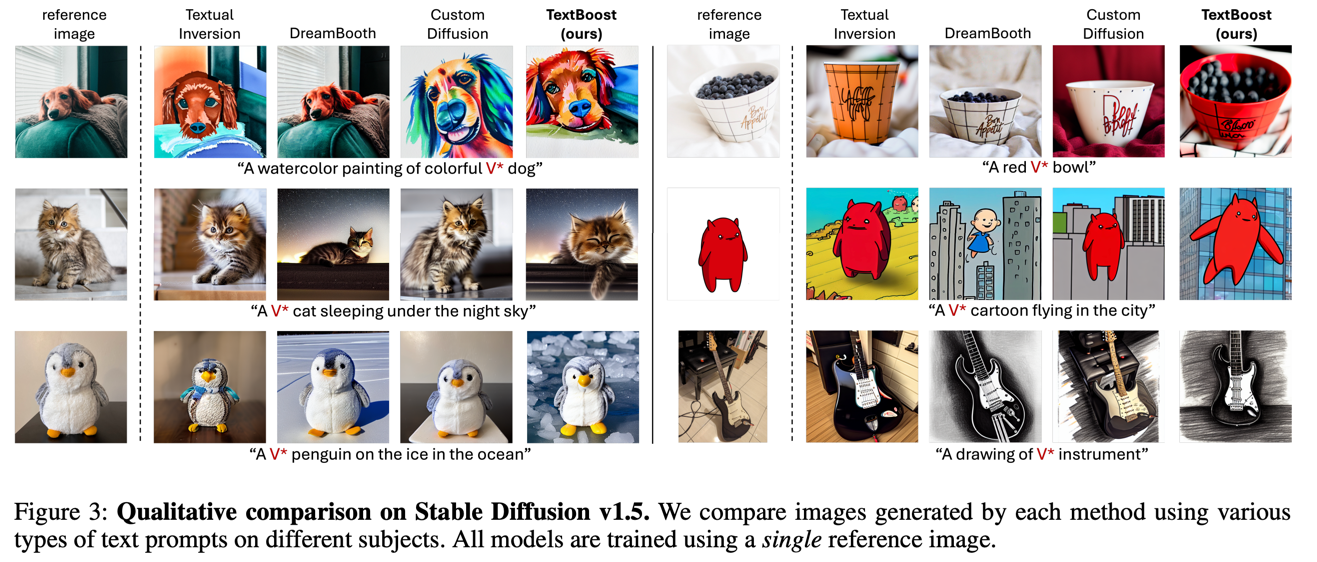 reference image
Textual Inversion
DreamBooth
Custom Diffusion
TextBoost (ours)
reference image
Textual Inversion
DreamBooth
Custom Diffusion
TextBoost (ours)
Bon Appetit
Bon Appetit
"A watercolor painting of colorful V* dog"
"A red V* bowl"
"A V* cat sleeping under the night sky"
"A V* cartoon flying in the city"
"A V* penguin on the ice in the ocean"
"A drawing of V* instrument"
Figure 3: Qualitative comparison on Stable Diffusion v1.5. We compare images generated by each method using various
types of text prompts on different subjects. All models are trained using a single reference image.